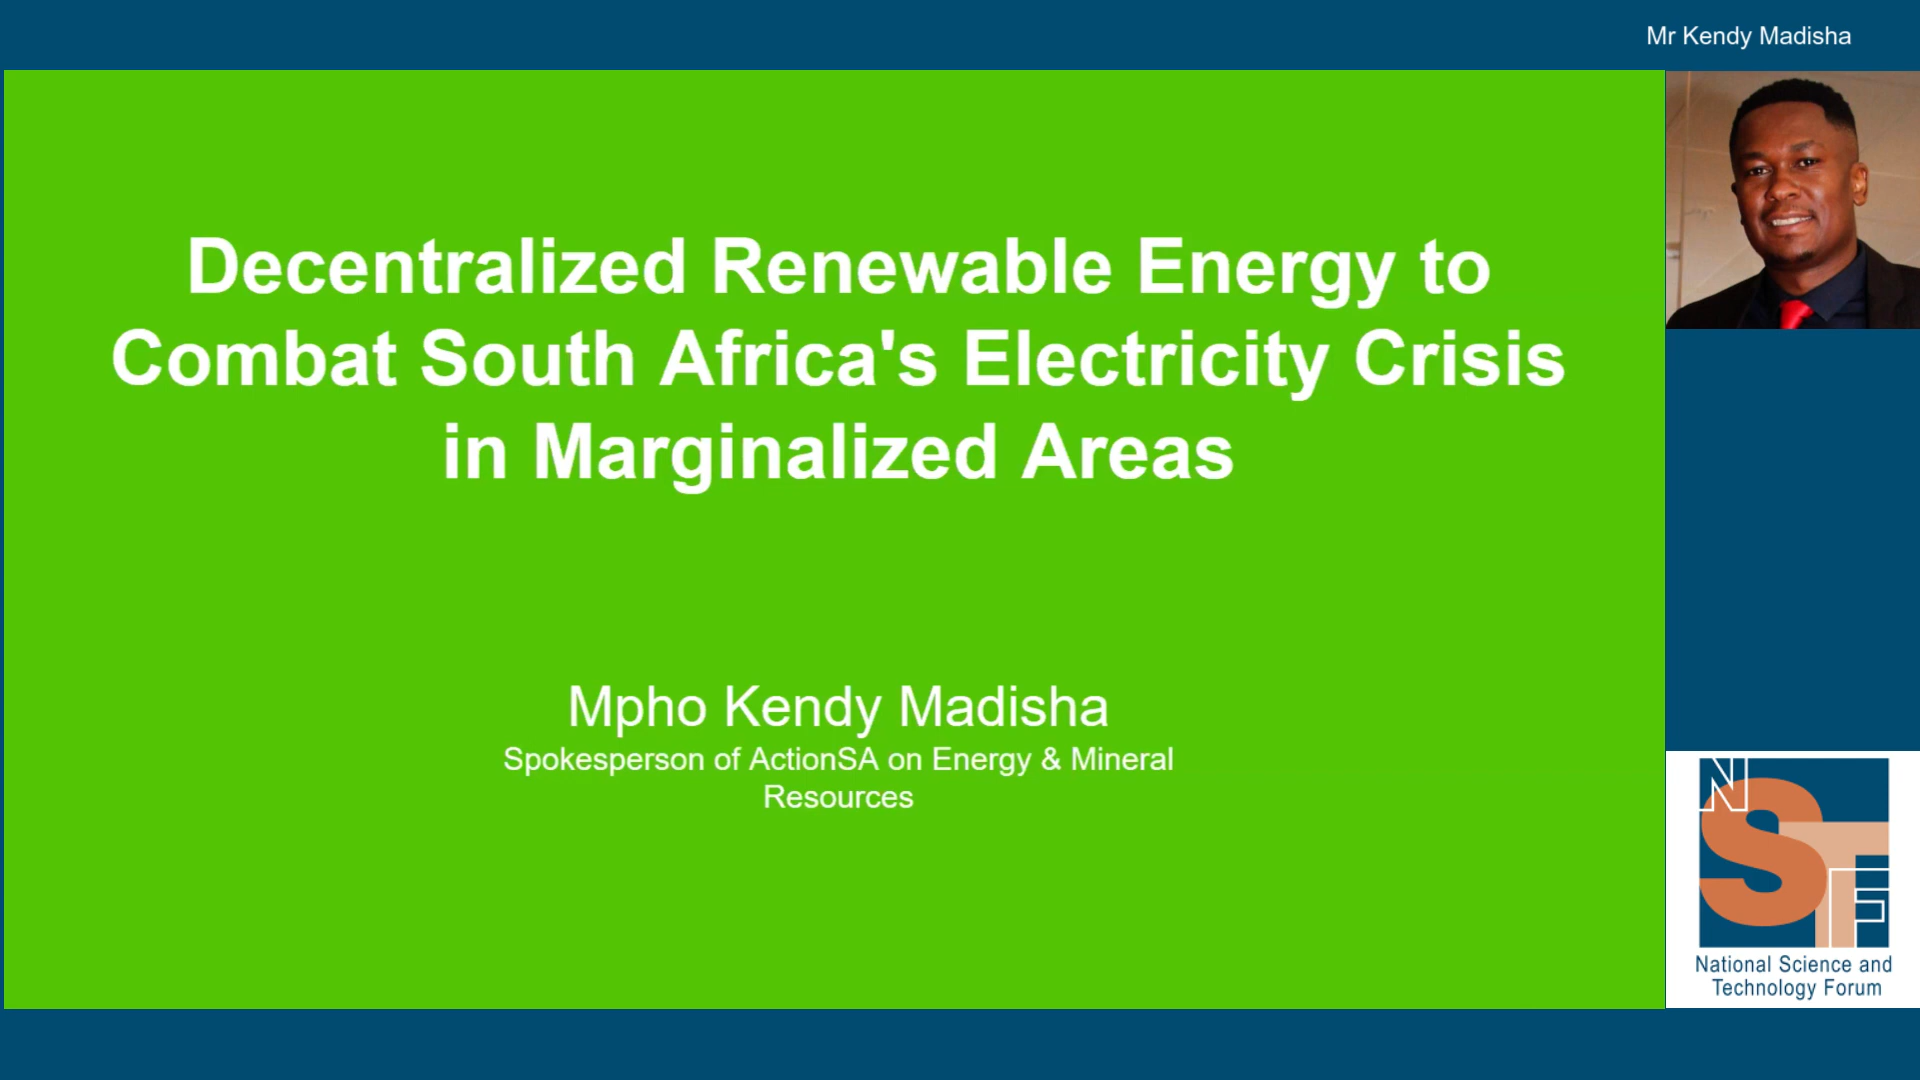 Mr Kendy Madisha
Decentralized Renewable Energy to
Combat South Africa's Electricity Crisis
in Marginalized Areas
Mpho Kendy Madisha
Spokesperson of ActionSA on Energy & Mineral
Resources
NSTF
National Science and
Technology Forum